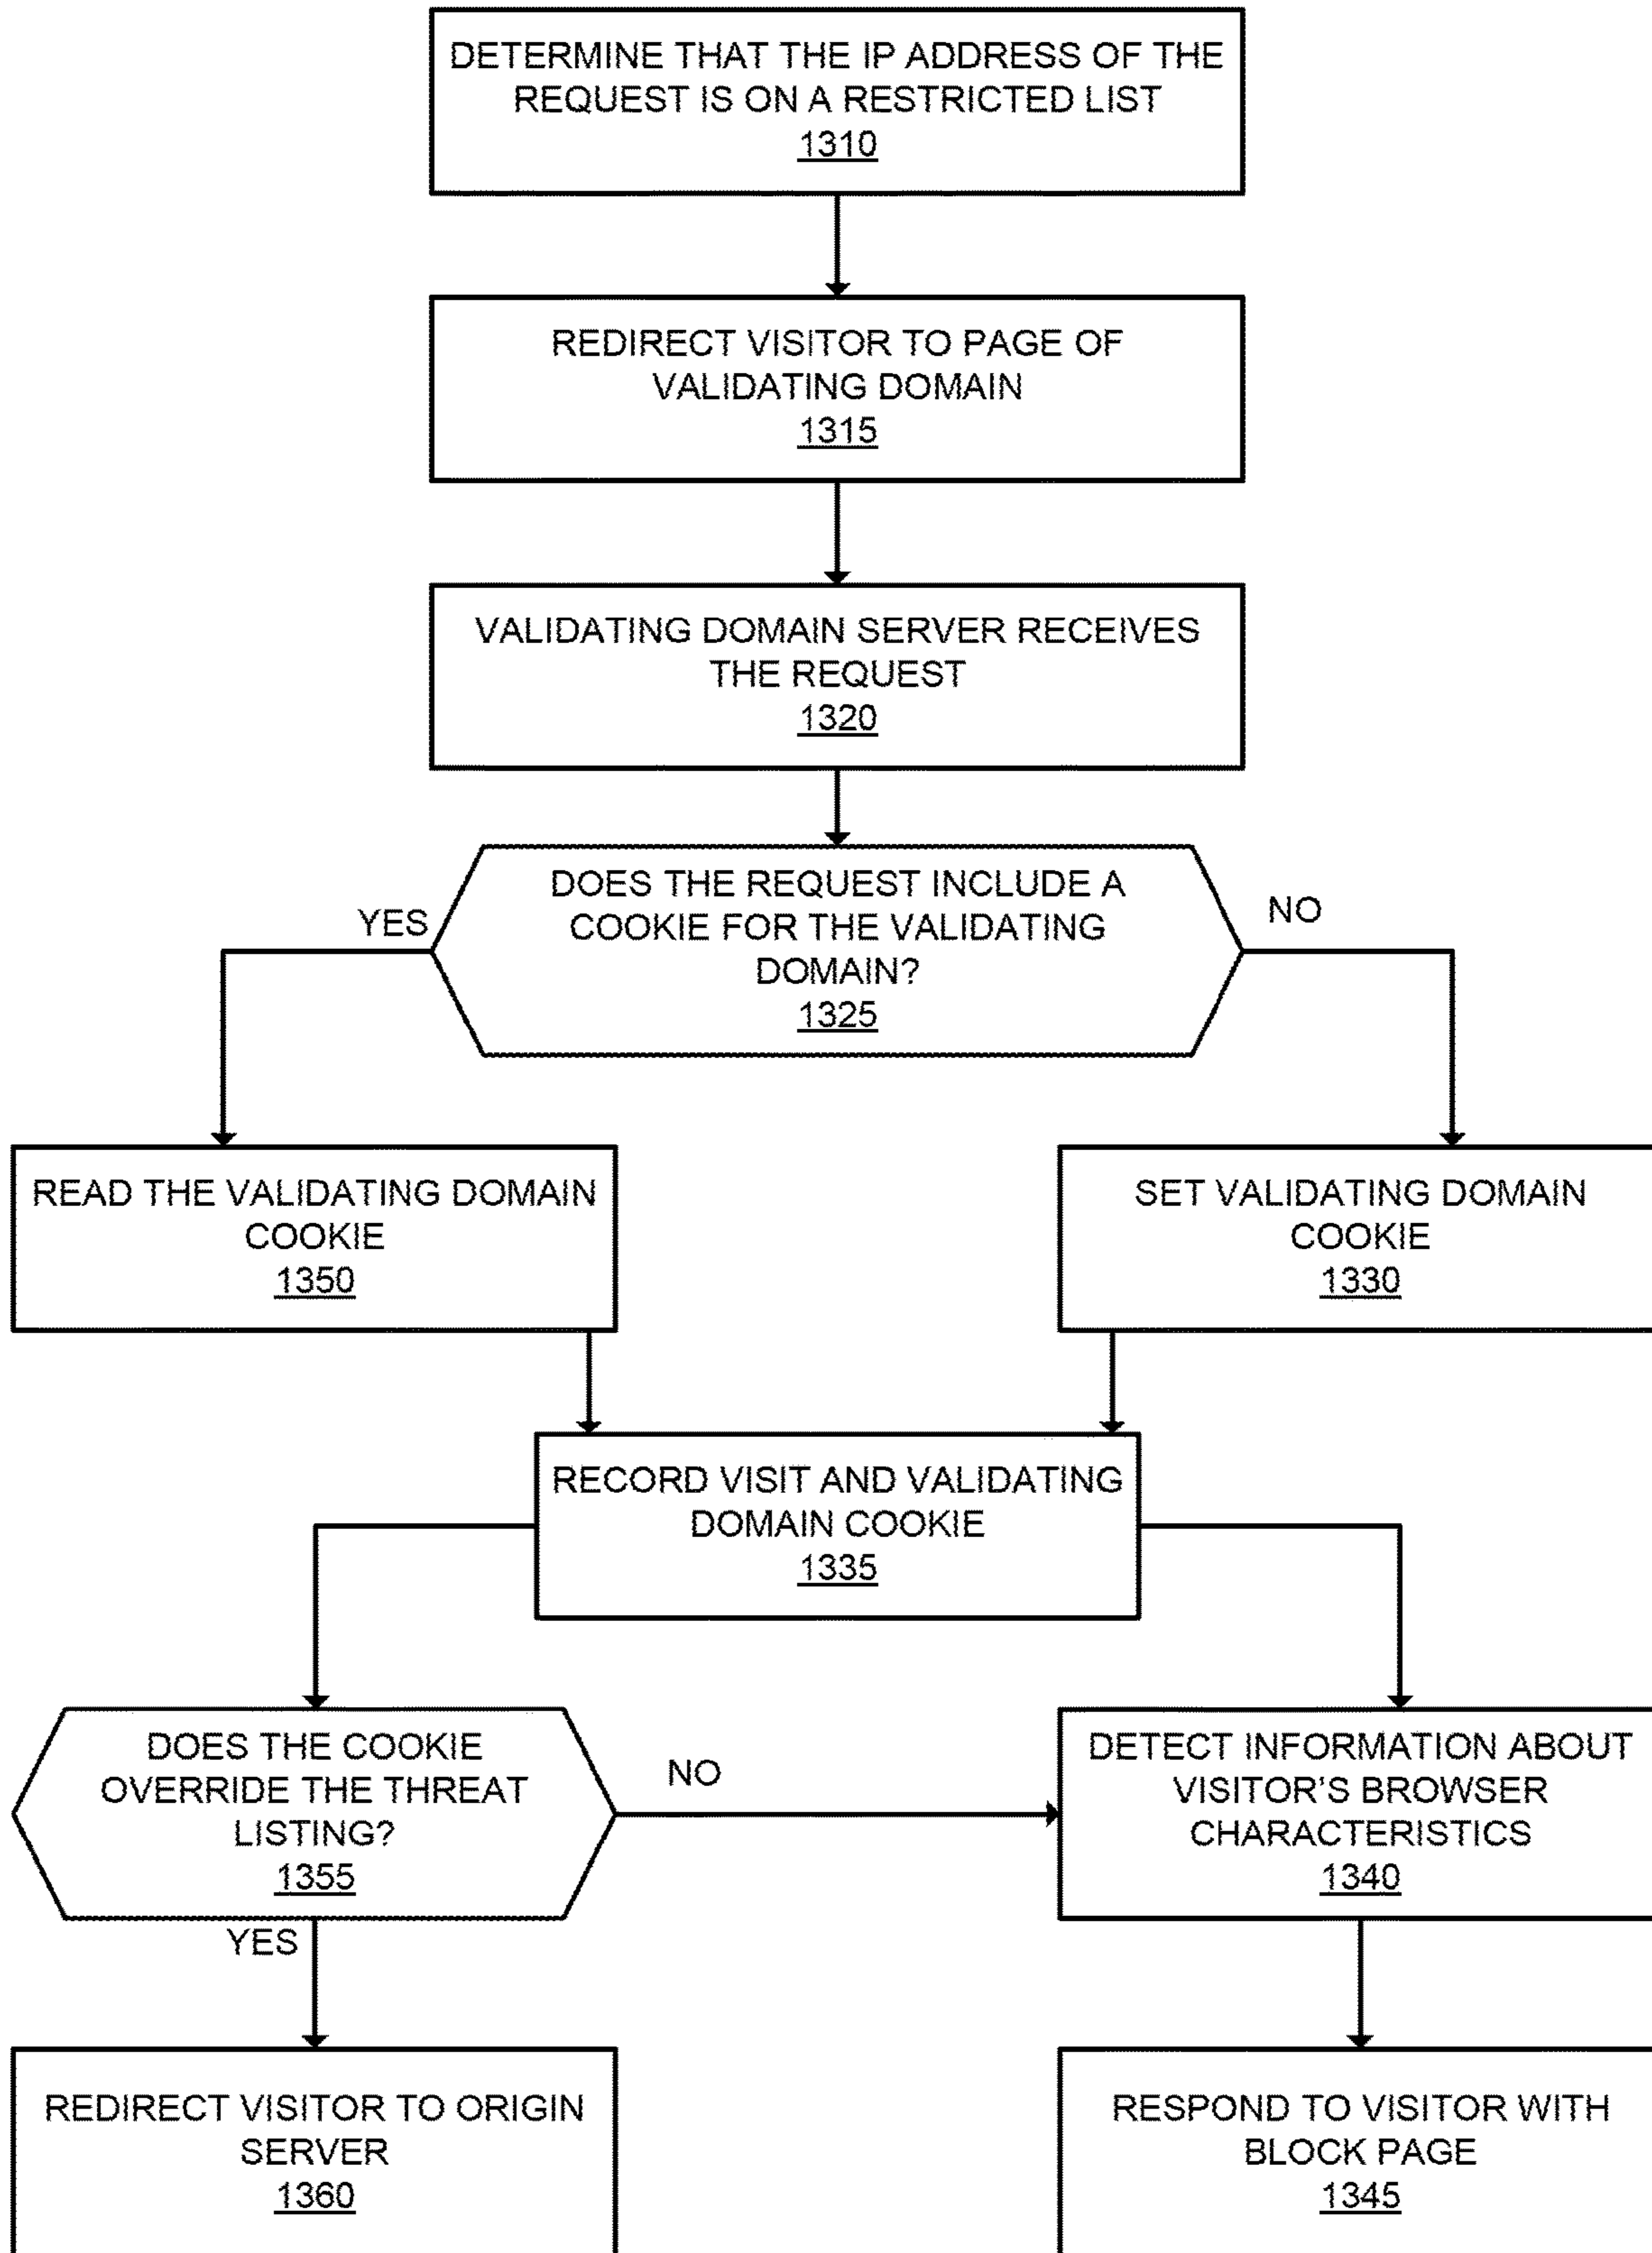 DETERMINE THAT THE IP ADDRESS OF THE
REQUEST IS ON A RESTRICTED LIST
1310
REDIRECT VISITOR TO PAGE OF
VALIDATING DOMAIN
1315
VALIDATING DOMAIN SERVER RECEIVES
THE REQUEST
1320
DOES THE REQUEST INCLUDE A
COOKIE FOR THE VALIDATING
DOMAIN?
1325
YES
NO
READ THE VALIDATING DOMAIN
COOKIE
1350
SET VALIDATING DOMAIN
COOKIE
1330
RECORD VISIT AND VALIDATING
DOMAIN COOKIE
1335
DOES THE COOKIE
OVERRIDE THE THREAT
LISTING?
1355
NO
YES
DETECT INFORMATION ABOUT
VISITOR'S BROWSER
CHARACTERISTICS
1340
REDIRECT VISITOR TO ORIGIN
SERVER
1360
RESPOND TO VISITOR WITH
BLOCK PAGE
1345